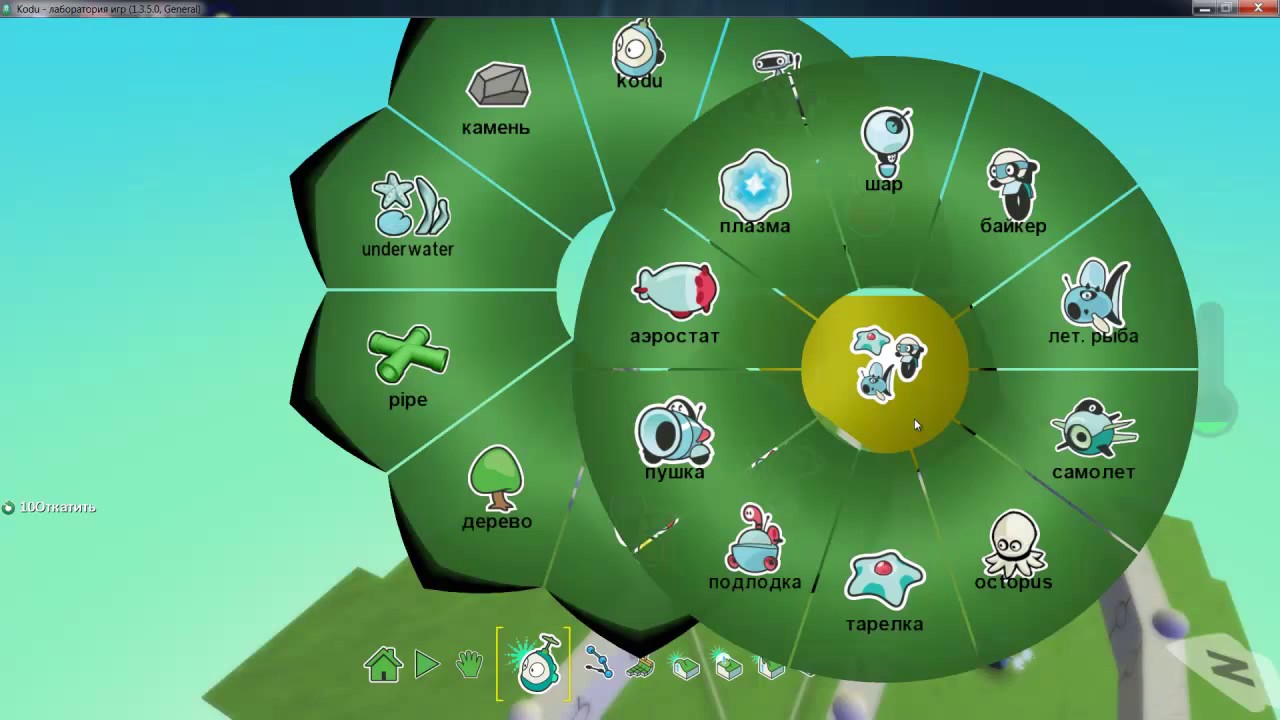 Kodu - лаборатория игр (1.3.5.0, General)
kodu
камень
underwater
pipe
дерево
шар
плазма
байкер
аэростат
лет. рыба
пушка
самолет
подлодка
octopus
тарелка
10Откатить
N